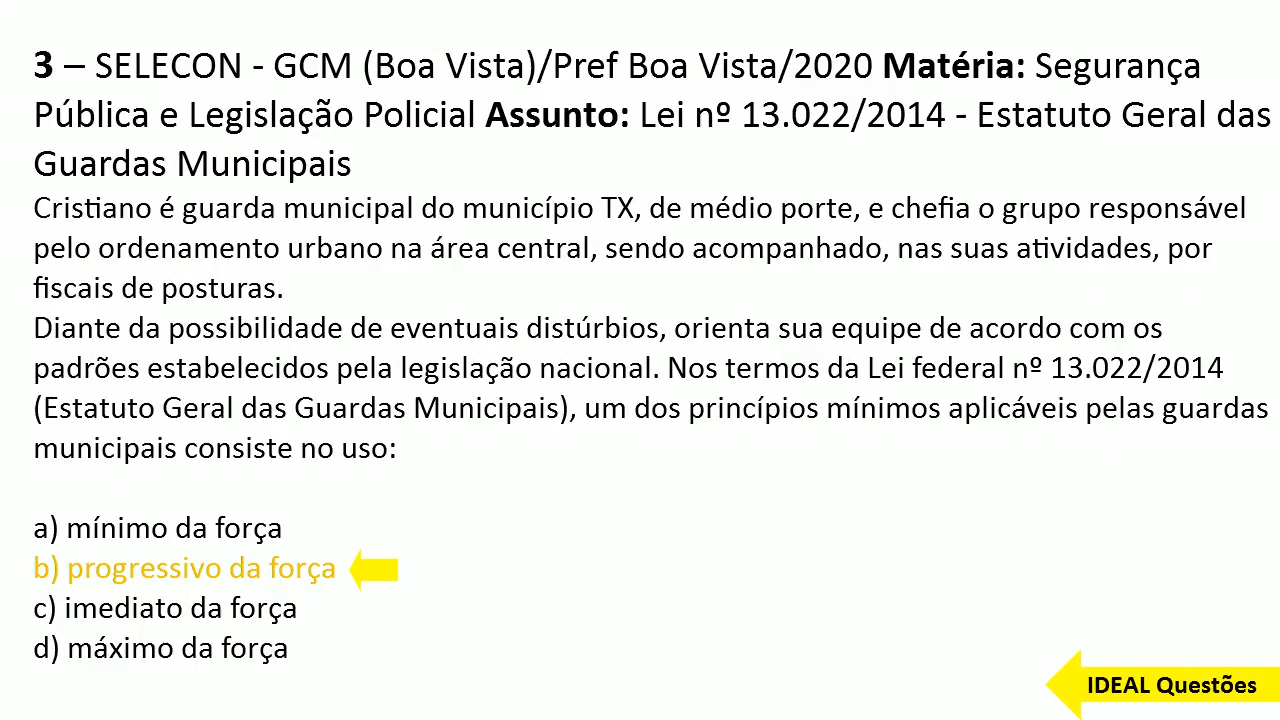 3 – SELECON - GCM (Boa Vista)/Pref Boa Vista/2020 Matéria: Segurança
Pública e Legislação Policial Assunto: Lei nº 13.022/2014 - Estatuto Geral das
Guardas Municipais
Cristiano é guarda municipal do município TX, de médio porte, e chefia o grupo responsável
pelo ordenamento urbano na área central, sendo acompanhado, nas suas atividades, por
fiscais de posturas.
Diante da possibilidade de eventuais distúrbios, orienta sua equipe de acordo com os
padrões estabelecidos pela legislação nacional. Nos termos da Lei federal nº 13.022/2014
(Estatuto Geral das Guardas Municipais), um dos princípios mínimos aplicáveis pelas guardas
municipais consiste no uso:
a) mínimo da força
b) progressivo da força
c) imediato da força
d) máximo da força
IDEAL Questões